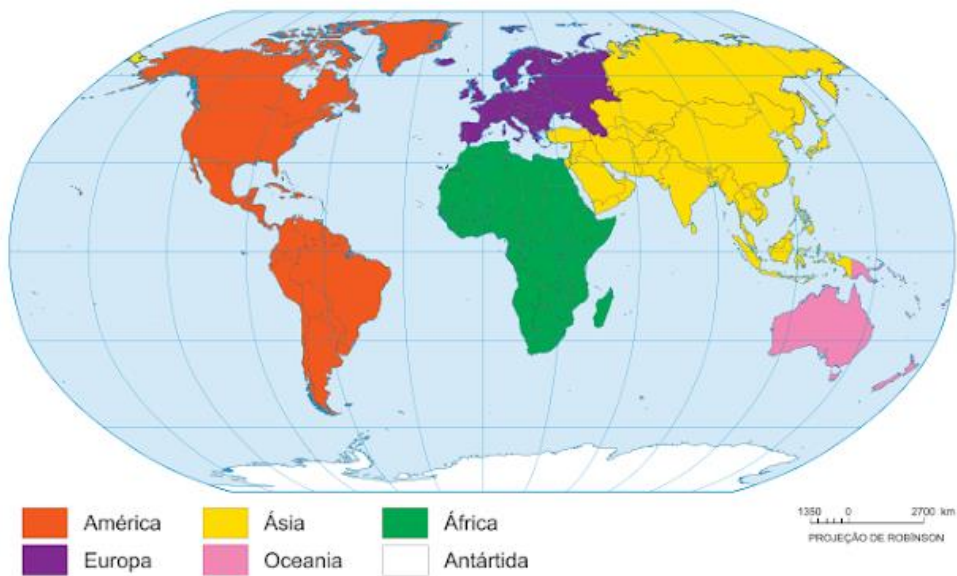 América
Ásia
África
Europa
Oceania
Antártida
1350 0 2700 km
PROJEÇÃO DE ROBINSON